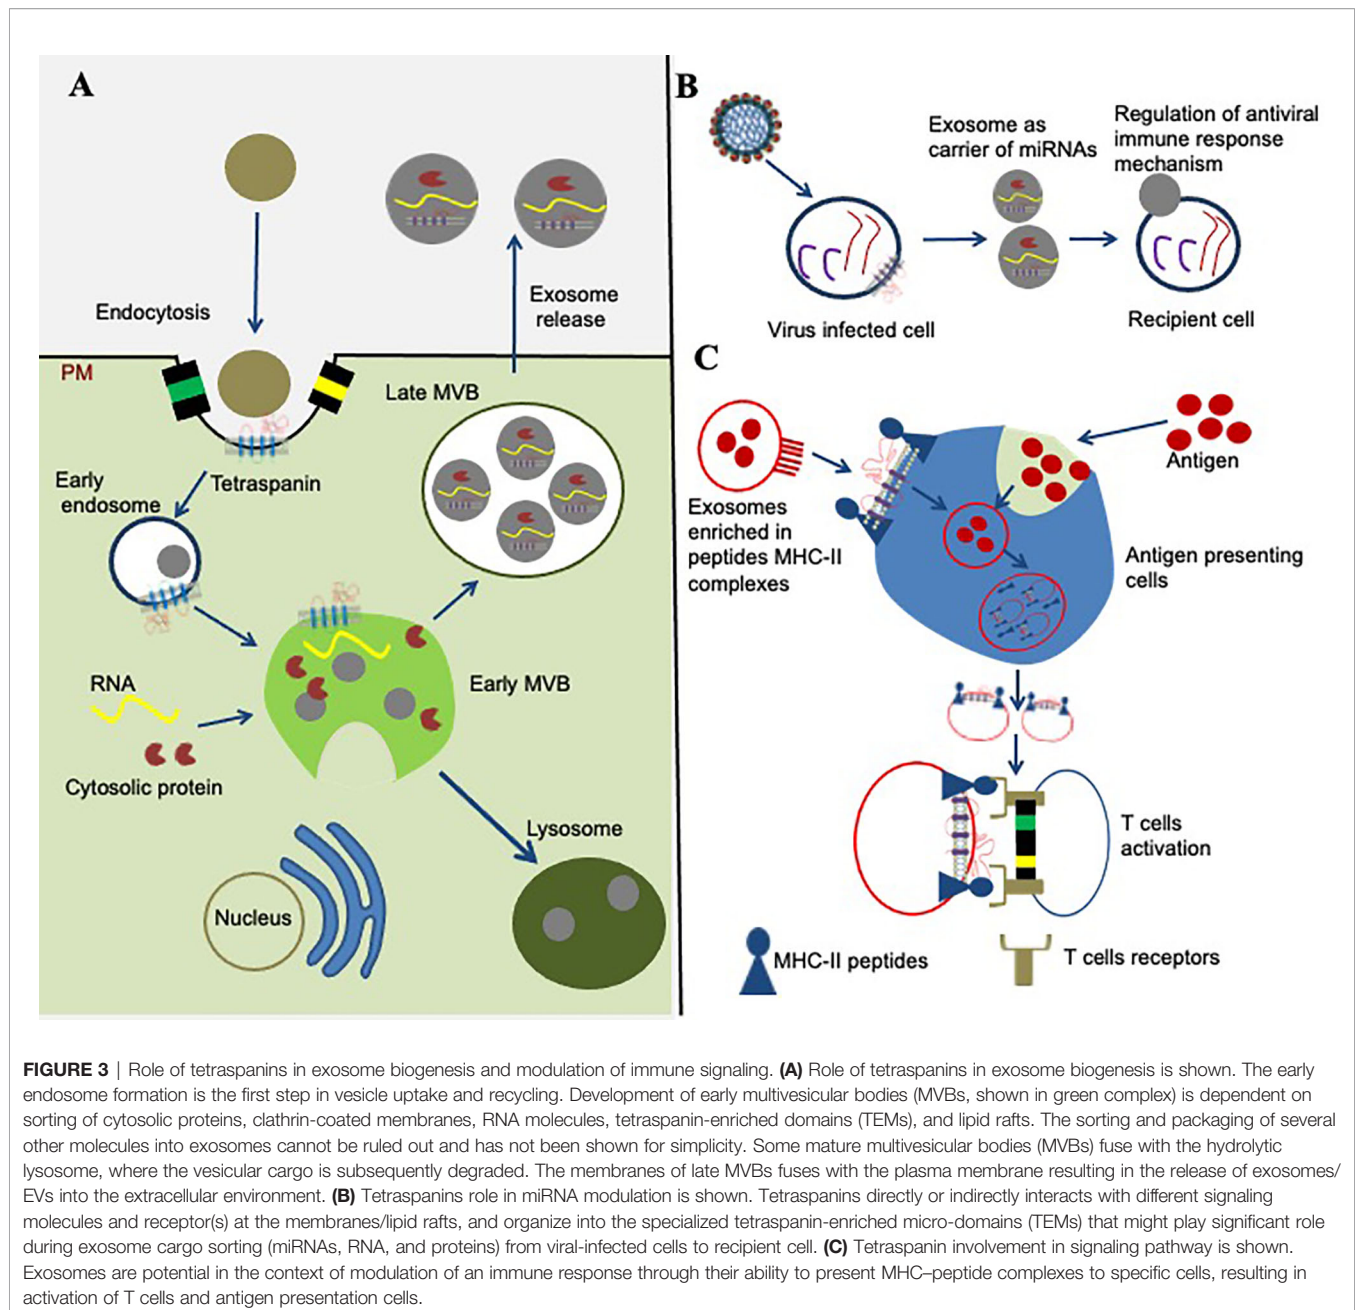 A
Endocytosis
Exosome
release
PM
Late MVB
Tetraspanin
Early
endosome
RNA
Early MVB
Cytosolic protein
Lysosome
Nucleus
B
Exosome as
carrier of miRNAs
Regulation of antiviral
immune response
mechanism
Virus infected cell
Recipient cell
C
Antigen
Exosomes
enriched in
peptides MHC-II
complexes
Antigen presenting
cells
T cells
activation
MHC-II peptides
T cells receptors
FIGURE 3 | Role of tetraspanins in exosome biogenesis and modulation of immune signaling. (A) Role of tetraspanins in exosome biogenesis is shown. The early
endosome formation is the first step in vesicle uptake and recycling. Development of early multivesicular bodies (MVBs, shown in green complex) is dependent on
sorting of cytosolic proteins, clathrin-coated membranes, RNA molecules, tetraspanin-enriched domains (TEMs), and lipid rafts. The sorting and packaging of several
other molecules into exosomes cannot be ruled out and has not been shown for simplicity. Some mature multivesicular bodies (MVBs) fuse with the hydrolytic
lysosome, where the vesicular cargo is subsequently degraded. The membranes of late MVBs fuses with the plasma membrane resulting in the release of exosomes/
EVs into the extracellular environment. (B) Tetraspanins role in miRNA modulation is shown. Tetraspanins directly or indirectly interacts with different signaling
molecules and receptor(s) at the membranes/lipid rafts, and organize into the specialized tetraspanin-enriched micro-domains (TEMs) that might play significant role
during exosome cargo sorting (miRNAs, RNA, and proteins) from viral-infected cells to recipient cell. (C) Tetraspanin involvement in signaling pathway is shown.
Exosomes are potential in the context of modulation of an immune response through their ability to present MHC–peptide complexes to specific cells, resulting in
activation of T cells and antigen presentation cells.